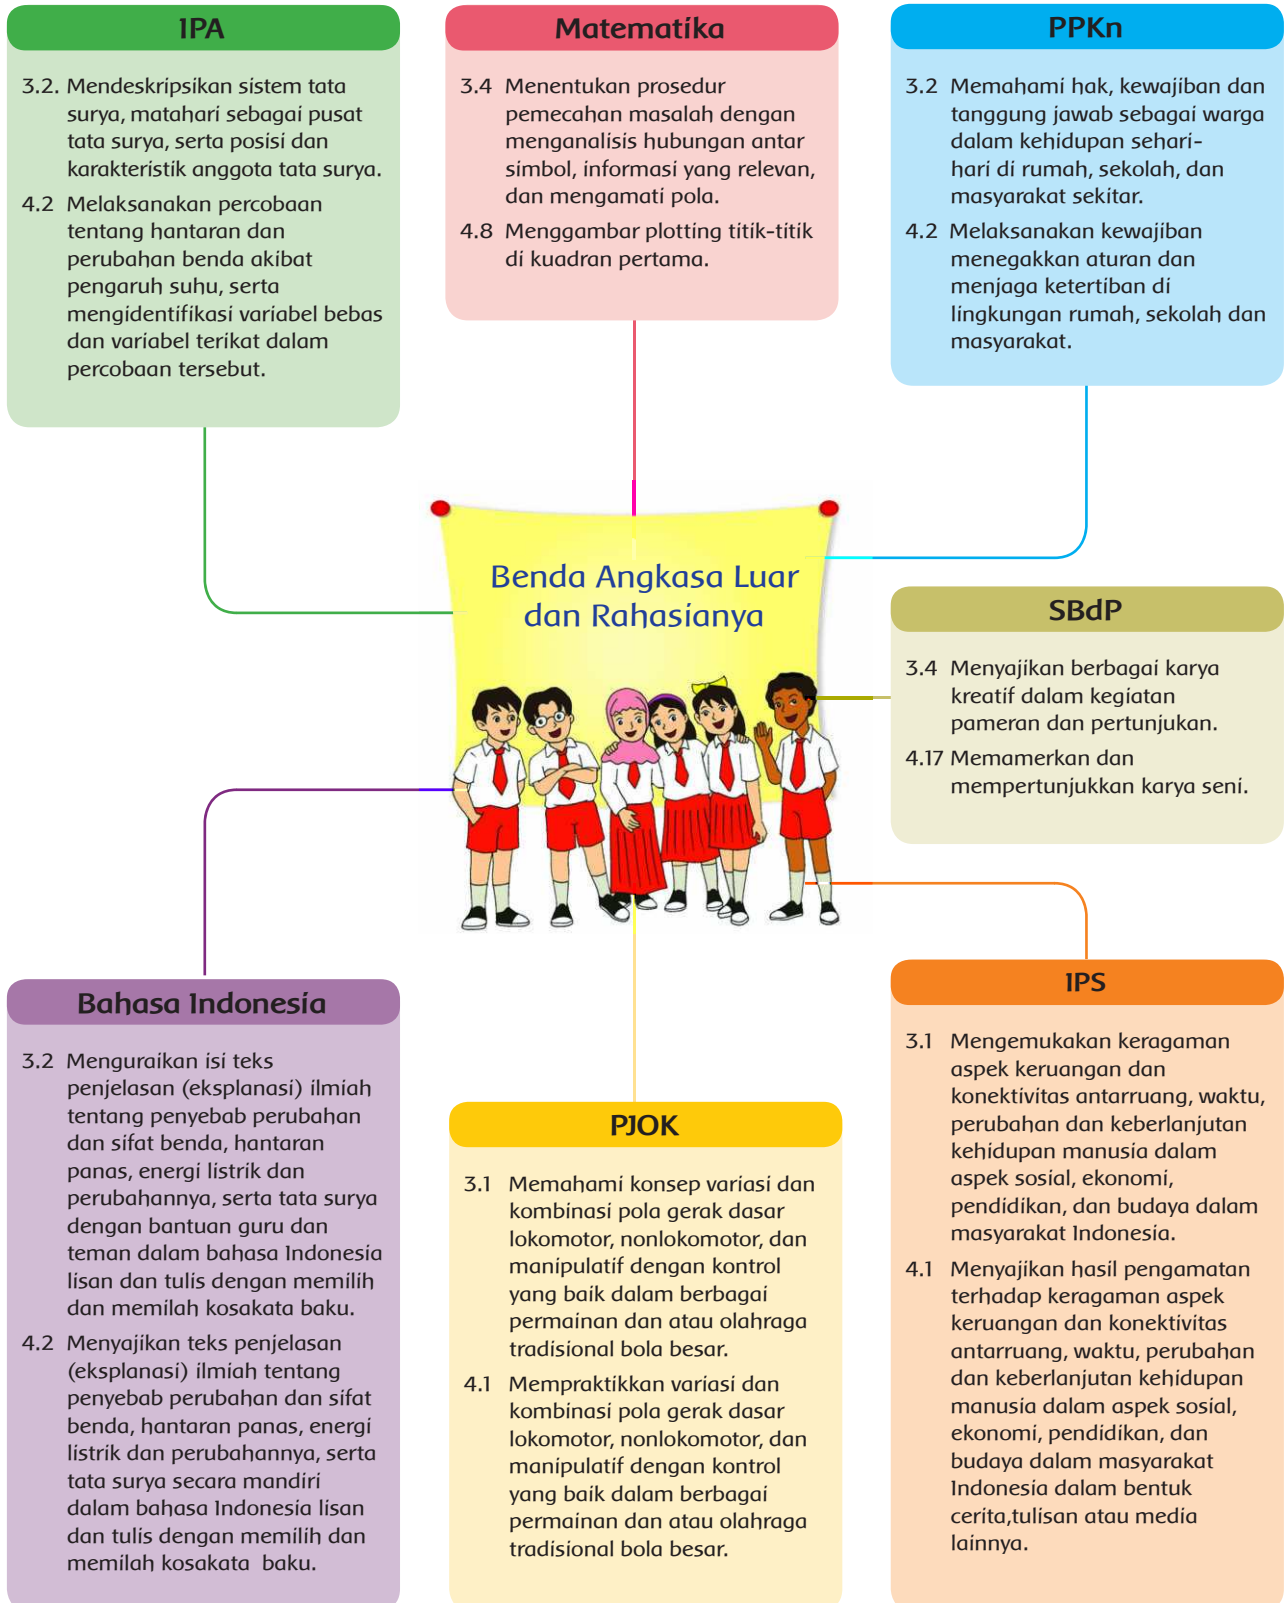 IPA
3.2. Mendeskripsikan sistem tata
surya, matahari sebagai pusat
tata surya, serta posisi dan
karakteristik anggota tata surya.
4.2 Melaksanakan percobaan
tentang hantaran dan
perubahan benda akibat
pengaruh suhu, serta
mengidentifikasi variabel bebas
dan variabel terikat dalam
percobaan tersebut.
Matematika
3.4 Menentukan prosedur
pemecahan masalah dengan
menganalisis hubungan antar
simbol, informasi yang relevan,
dan mengamati pola.
4.8 Menggambar plotting titik-titik
di kuadran pertama.
PPKn
3.2 Memahami hak, kewajiban dan
tanggung jawab sebagai warga
dalam kehidupan sehari-
hari di rumah, sekolah, dan
masyarakat sekitar.
4.2 Melaksanakan kewajiban
menegakkan aturan dan
menjaga ketertiban di
lingkungan rumah, sekolah dan
masyarakat.
Benda Angkasa Luar
dan Rahasianya
SBdP
3.4 Menyajikan berbagai karya
kreatif dalam kegiatan
pameran dan pertunjukan.
4.17 Memamerkan dan
mempertunjukkan karya seni.
Bahasa Indonesia
3.2 Menguraikan isi teks
penjelasan (eksplanasi) ilmiah
tentang penyebab perubahan
dan sifat benda, hantaran
panas, energi listrik dan
perubahannya, serta tata surya
dengan bantuan guru dan
teman dalam bahasa Indonesia
lisan dan tulis dengan memilih
dan memilah kosakata baku.
4.2 Menyajikan teks penjelasan
(eksplanasi) ilmiah tentang
penyebab perubahan dan sifat
benda, hantaran panas, energi
listrik dan perubahannya, serta
tata surya secara mandiri
dalam bahasa Indonesia lisan
dan tulis dengan memilih dan
memilah kosakata baku.
PJOK
3.1 Memahami konsep variasi dan
kombinasi pola gerak dasar
lokomotor, nonlokomotor, dan
manipulatif dengan kontrol
yang baik dalam berbagai
permainan dan atau olahraga
tradisional bola besar.
4.1 Mempraktikkan variasi dan
kombinasi pola gerak dasar
lokomotor, nonlokomotor, dan
manipulatif dengan kontrol
yang baik dalam berbagai
permainan dan atau olahraga
tradisional bola besar.
IPS
3.1 Mengemukakan keragaman
aspek keruangan dan
konektivitas antarruang, waktu,
perubahan dan keberlanjutan
kehidupan manusia dalam
aspek sosial, ekonomi,
pendidikan, dan budaya dalam
masyarakat Indonesia.
4.1 Menyajikan hasil pengamatan
terhadap keragaman aspek
keruangan dan konektivitas
antarruang, waktu, perubahan
dan keberlanjutan kehidupan
manusia dalam aspek sosial,
ekonomi, pendidikan, dan
budaya dalam masyarakat
Indonesia dalam bentuk
cerita,tulisan atau media
lainnya.